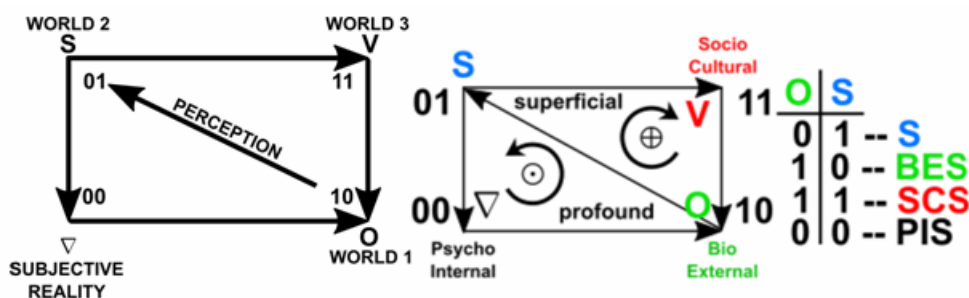 WORLD 2
S
WORLD 3
V
01
11
PERCEPTION
00
10
▽
SUBJECTIVE
REALITY
O
WORLD 1
S
Socio
Cultural
01
superficial
V
11
00
▽
profound
O
10
Psycho
Internal
Bio
External
O S
0 1 -- S
1 0 -- BES
1 1 -- SCS
0 0 -- PIS